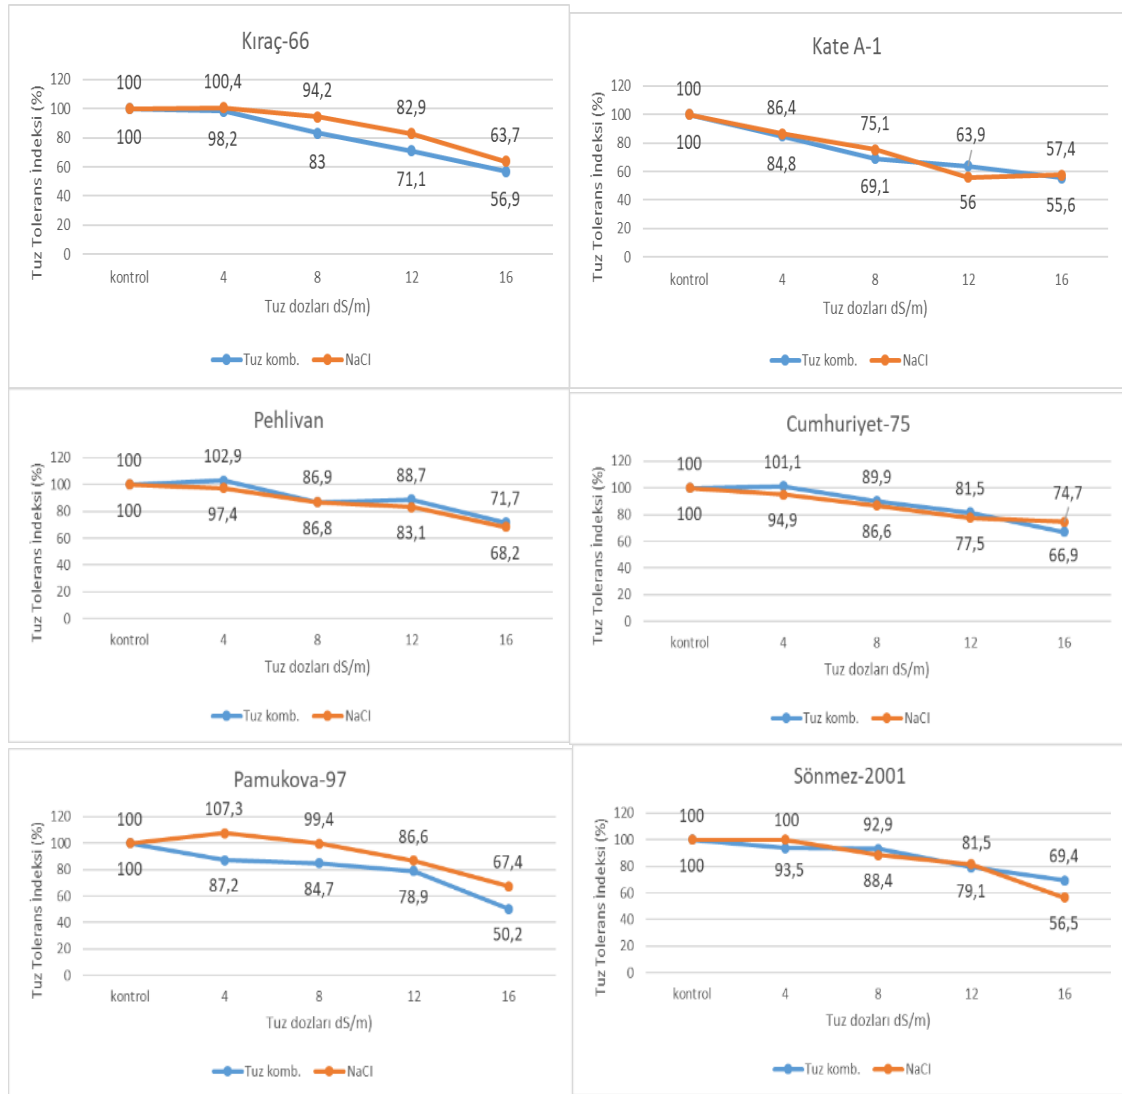 Kıraç-66
Tuz Tolerans İndeksi (%)
120
100
80
60
40
20
0
100 100,4 94,2 82,9 63,7
100 98,2 83 71,1 56,9
kontrol 4 8 12 16
Tuz dozları dS/m)
Tuz komb. NaCl
Kate A-1
Tuz Tolerans İndeksi (%)
120
100
80
60
40
20
0
100 86,4 75,1 63,9 57,4
100 84,8 69,1 56 55,6
kontrol 4 8 12 16
Tuz dozları dS/m)
Tuz komb. NaCl
Pehlivan
Tuz Tolerans İndeksi (%)
120
100
80
60
40
20
0
100 102,9 86,9 88,7 71,7
100 97,4 86,8 83,1 68,2
kontrol 4 8 12 16
Tuz dozları dS/m)
Tuz komb. NaCl
Cumhuriyet-75
Tuz Tolerans İndeksi (%)
120
100
80
60
40
20
0
100 101,1 89,9 81,5 74,7
100 94,9 86,6 77,5 66,9
kontrol 4 8 12 16
Tuz dozları dS/m)
Tuz komb. NaCl
Pamukova-97
Tuz Tolerans İndeksi (%)
120
100
80
60
40
20
0
100 107,3 99,4 86,6 67,4
100 87,2 84,7 78,9 50,2
kontrol 4 8 12 16
Tuz dozları dS/m)
Tuz komb. NaCl
Sönmez-2001
Tuz Tolerans İndeksi (%)
120
100
80
60
40
20
0
100 100 92,9 81,5 69,4
100 93,5 88,4 79,1 56,5
kontrol 4 8 12 16
Tuz dozları dS/m)
Tuz komb. NaCl